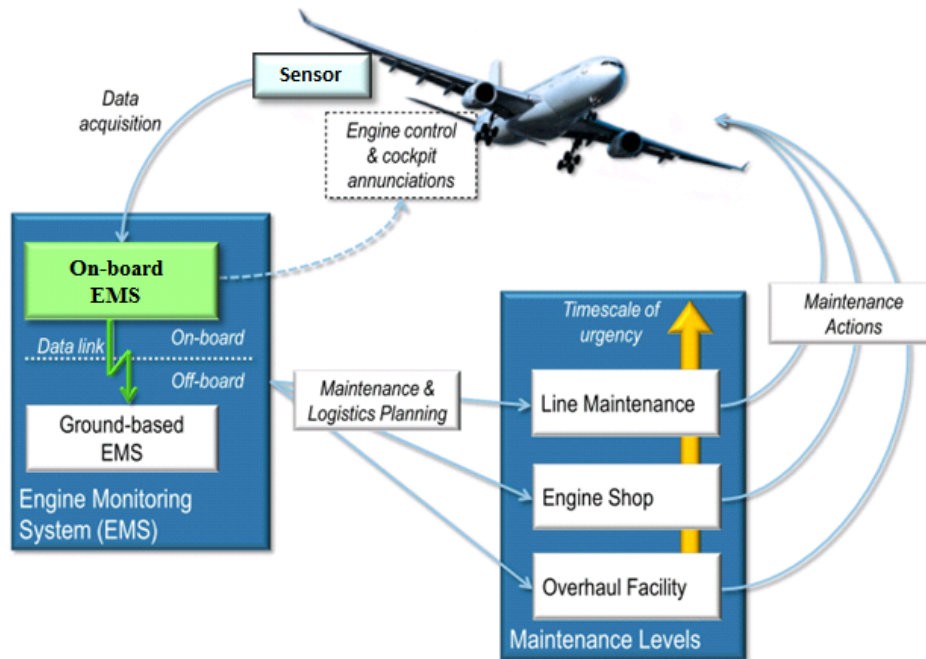 Sensor
Data
acquisition
Engine control
& cockpit
annunciations
On-board
EMS
Data link
On-board
Off-board
Ground-based
EMS
Engine Monitoring
System (EMS)
Maintenance &
Logistics Planning
Timescale of
urgency
Line Maintenance
Engine Shop
Overhaul Facility
Maintenance Levels
Maintenance
Actions